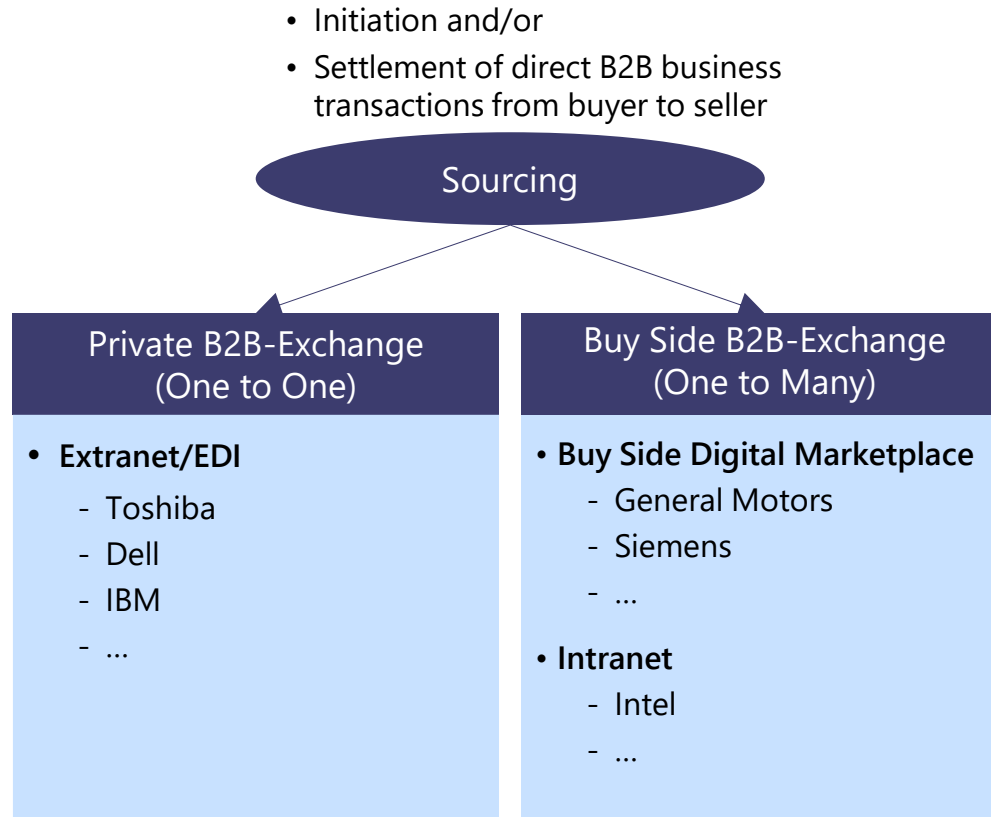 • Initiation and/or
• Settlement of direct B2B business
transactions from buyer to seller
Sourcing
Private B2B-Exchange
(One to One)
• Extranet/EDI
- Toshiba
- Dell
- IBM
- ...
Buy Side B2B-Exchange
(One to Many)
• Buy Side Digital Marketplace
- General Motors
- Siemens
- ...
• Intranet
- Intel
- ...